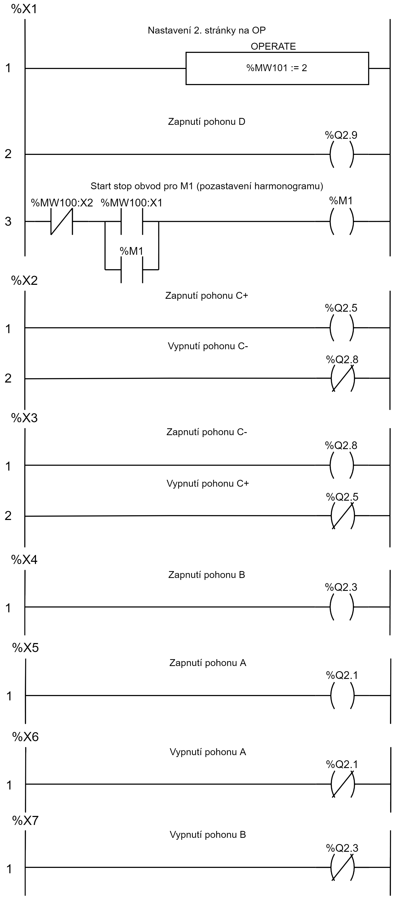 %X1
Nastavení 2. stránky na OP
OPERATE
1
%MW101 := 2
Zapnutí pohonu D
%Q2.9
2
Start stop obvod pro M1 (pozastavení harmonogramu)
%MW100:X2 %MW100:X1 %M1
3
%M1
%X2
Zapnutí pohonu C+
%Q2.5
1
Vypnutí pohonu C-
%Q2.8
2
%X3
Zapnutí pohonu C-
%Q2.8
1
Vypnutí pohonu C+
%Q2.5
2
%X4
Zapnutí pohonu B
%Q2.3
1
%X5
Zapnutí pohonu A
%Q2.1
1
%X6
Vypnutí pohonu A
%Q2.1
1
%X7
Vypnutí pohonu B
%Q2.3
1